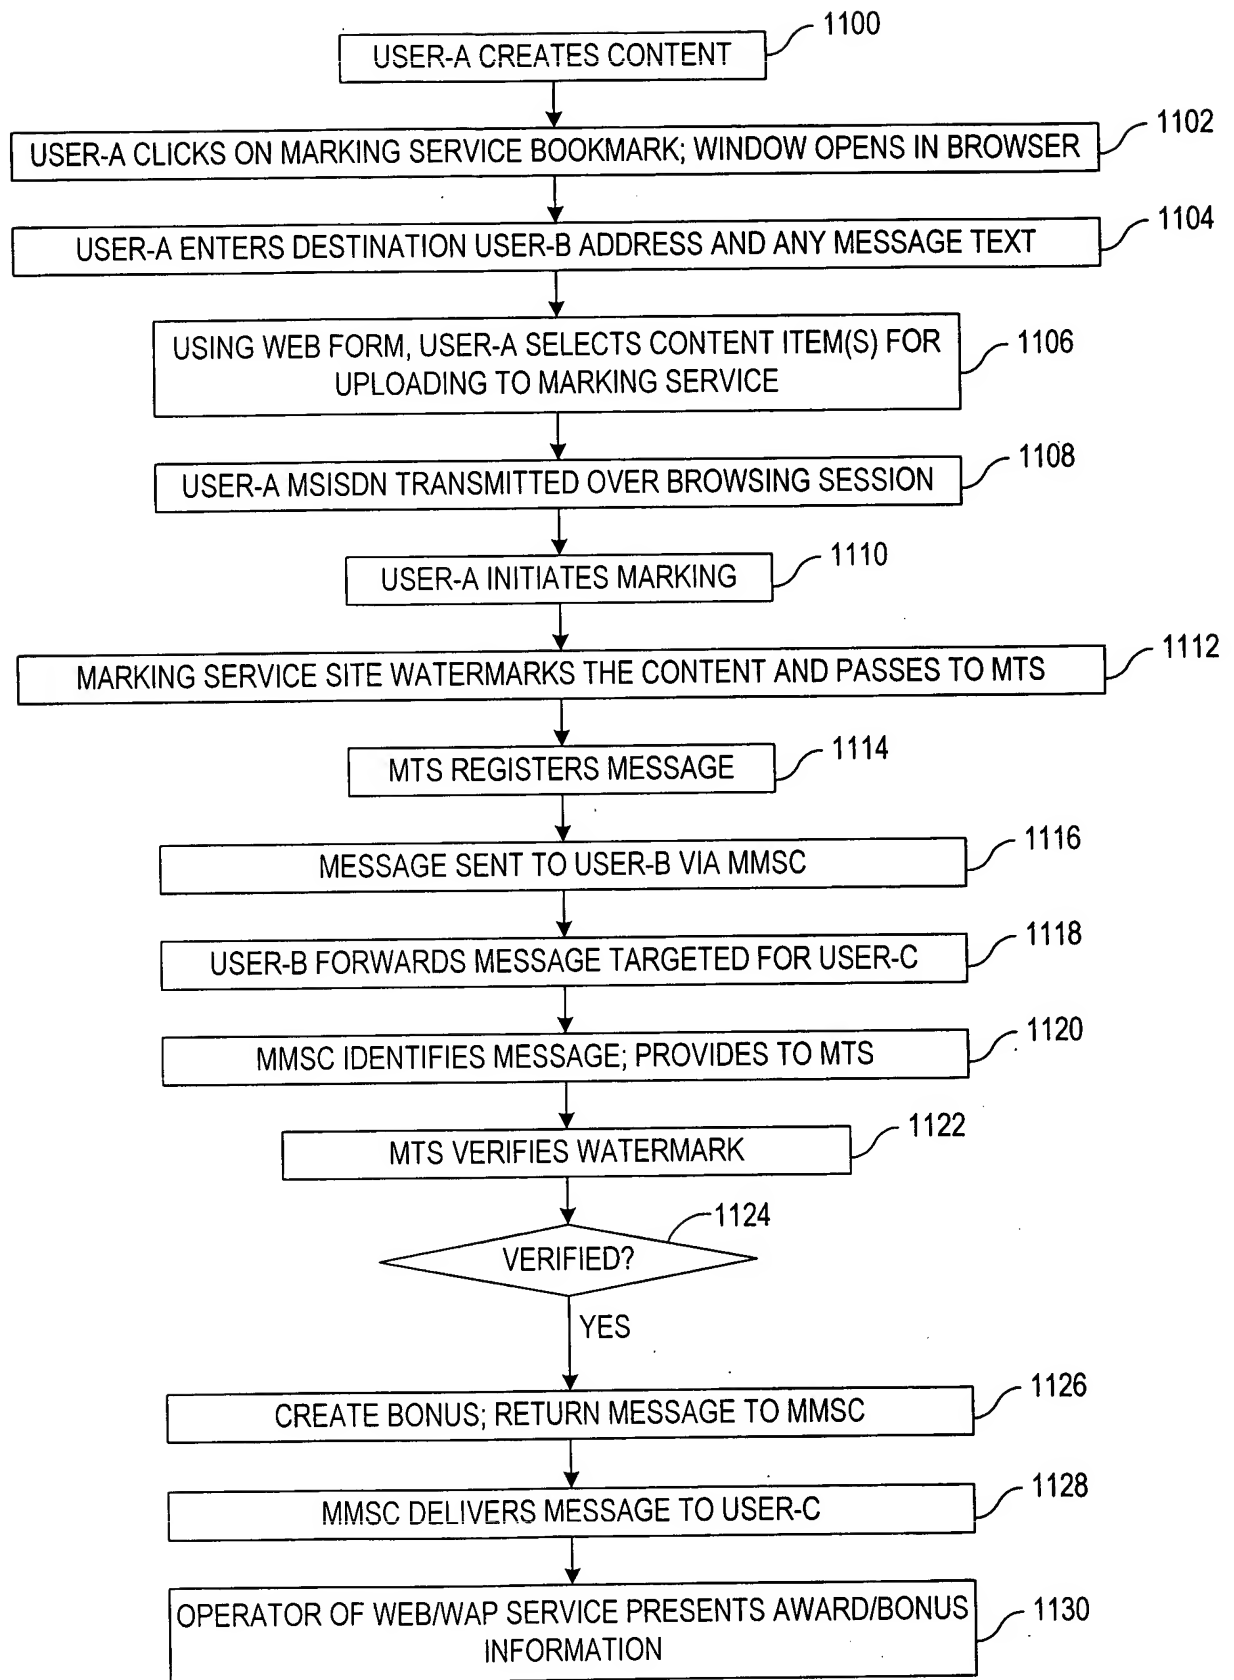 1100
USER-A CREATES CONTENT
1102
USER-A CLICKS ON MARKING SERVICE BOOKMARK; WINDOW OPENS IN BROWSER
1104
USER-A ENTERS DESTINATION USER-B ADDRESS AND ANY MESSAGE TEXT
USING WEB FORM, USER-A SELECTS CONTENT ITEM(S) FOR
1106
UPLOADING TO MARKING SERVICE
1108
USER-A MSISDN TRANSMITTED OVER BROWSING SESSION
1110
USER-A INITIATES MARKING
1112
MARKING SERVICE SITE WATERMARKS THE CONTENT AND PASSES TO MTS
1114
MTS REGISTERS MESSAGE
1116
MESSAGE SENT TO USER-B VIA MMSC
1118
USER-B FORWARDS MESSAGE TARGETED FOR USER-C
1120
MMSC IDENTIFIES MESSAGE; PROVIDES TO MTS
1122
MTS VERIFIES WATERMARK
1124
VERIFIED?
YES
1126
CREATE BONUS; RETURN MESSAGE TO MMSC
1128
MMSC DELIVERS MESSAGE TO USER-C
OPERATOR OF WEB/WAP SERVICE PRESENTS AWARD/BONUS
1130
INFORMATION